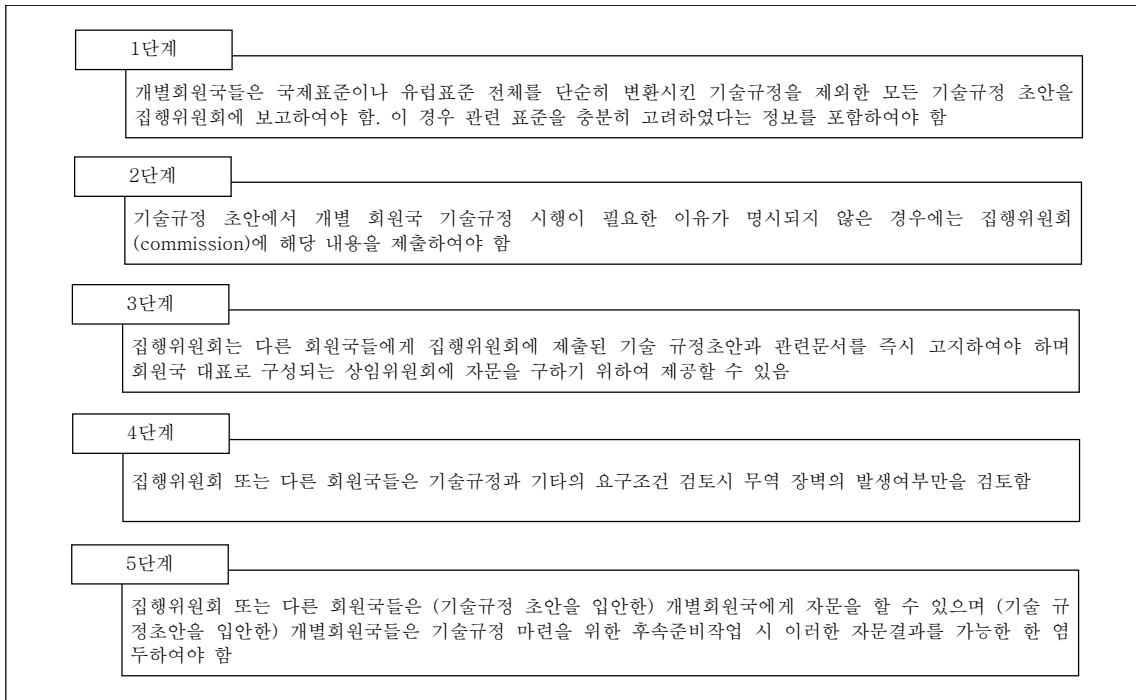 1단계
개별회원국들은 국제표준이나 유럽표준 전체를 단순히 변환시킨 기술규정을 제외한 모든 기술규정 초안을
집행위원회에 보고하여야 함. 이 경우 관련 표준을 충분히 고려하였다는 정보를 포함하여야 함
2단계
기술규정 초안에서 개별 회원국 기술규정 시행이 필요한 이유가 명시되지 않은 경우에는 집행위원회
(commission)에 해당 내용을 제출하여야 함
3단계
집행위원회는 다른 회원국들에게 집행위원회에 제출된 기술 규정초안과 관련문서를 즉시 고지하여야 하며
회원국 대표로 구성되는 상임위원회에 자문을 구하기 위하여 제공할 수 있음
4단계
집행위원회 또는 다른 회원국들은 기술규정과 기타의 요구조건 검토시 무역 장벽의 발생여부만을 검토함
5단계
집행위원회 또는 다른 회원국들은 (기술규정 초안을 입안한) 개별회원국에게 자문을 할 수 있으며 (기술 규
정초안을 입안한) 개별회원국들은 기술규정 마련을 위한 후속준비작업 시 이러한 자문결과를 가능한 한 염
두하여야 함